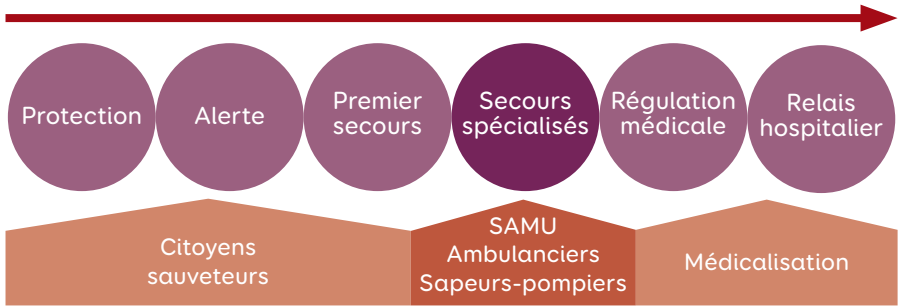 Protection
Alerte
Premier
secours
Secours
spécialisés
Régulation
médicale
Relais
hospitalier
Citoyens
sauveteurs
SAMU
Ambulanciers
Sapeurs-pompiers
Médicalisation